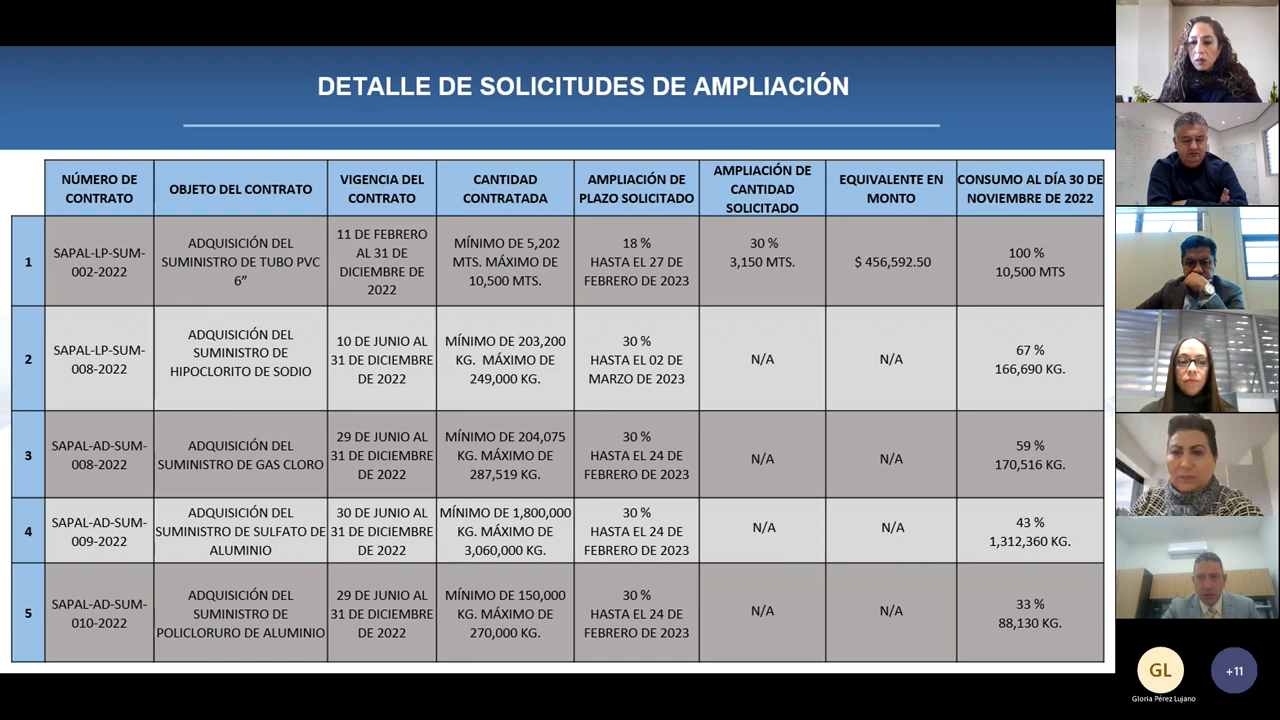 DETALLE DE SOLICITUDES DE AMPLIACIÓN
NÚMERO DE
CONTRATO
OBJETO DEL CONTRATO
VIGENCIA DEL
CONTRATO
CANTIDAD
CONTRATADA
AMPLIACIÓN DE
PLAZO SOLICITADO
AMPLIACIÓN DE
CANTIDAD
SOLICITADO
EQUIVALENTE EN
MONTO
CONSUMO AL DÍA 30 DE
NOVIEMBRE DE 2022
1
SAPAL-LP-SUM-
002-2022
ADQUISICIÓN DEL
SUMINISTRO DE TUBO PVC
6”
11 DE FEBRERO
AL 31 DE
DICIEMBRE DE
2022
MÍNIMO DE 5,202
MTS. MÁXIMO DE
10,500 MTS.
18 %
HASTA EL 27 DE
FEBRERO DE 2023
30 %
3,150 MTS.
$ 456,592.50
100 %
10,500 MTS
2
SAPAL-LP-SUM-
008-2022
ADQUISICIÓN DEL
SUMINISTRO DE
HIPOCLORITO DE SODIO
10 DE JUNIO AL
31 DE DICIEMBRE
DE 2022
MÍNIMO DE 203,200
KG. MÁXIMO DE
249,000 KG.
30 %
HASTA EL 02 DE
MARZO DE 2023
N/A
N/A
67 %
166,690 KG.
3
SAPAL-AD-SUM-
008-2022
ADQUISICIÓN DEL
SUMINISTRO DE GAS CLORO
29 DE JUNIO AL
31 DE DICIEMBRE
DE 2022
MÍNIMO DE 204,075
KG. MÁXIMO DE
287,519 KG.
30 %
HASTA EL 24 DE
FEBRERO DE 2023
N/A
N/A
59 %
170,516 KG.
4
SAPAL-AD-SUM-
009-2022
ADQUISICIÓN DEL
SUMINISTRO DE SULFATO DE
ALUMINIO
30 DE JUNIO AL
31 DE DICIEMBRE
DE 2022
MÍNIMO DE 1,800,000
KG. MÁXIMO DE
3,060,000 KG.
30 %
HASTA EL 24 DE
FEBRERO DE 2023
N/A
N/A
43 %
1,312,360 KG.
5
SAPAL-AD-SUM-
010-2022
ADQUISICIÓN DEL
SUMINISTRO DE
POLICLORURO DE ALUMINIO
29 DE JUNIO AL
31 DE DICIEMBRE
DE 2022
MÍNIMO DE 150,000
KG. MÁXIMO DE
270,000 KG.
30 %
HASTA EL 24 DE
FEBRERO DE 2023
N/A
N/A
33 %
88,130 KG.
GL
Gloria Pérez Lujano
+11